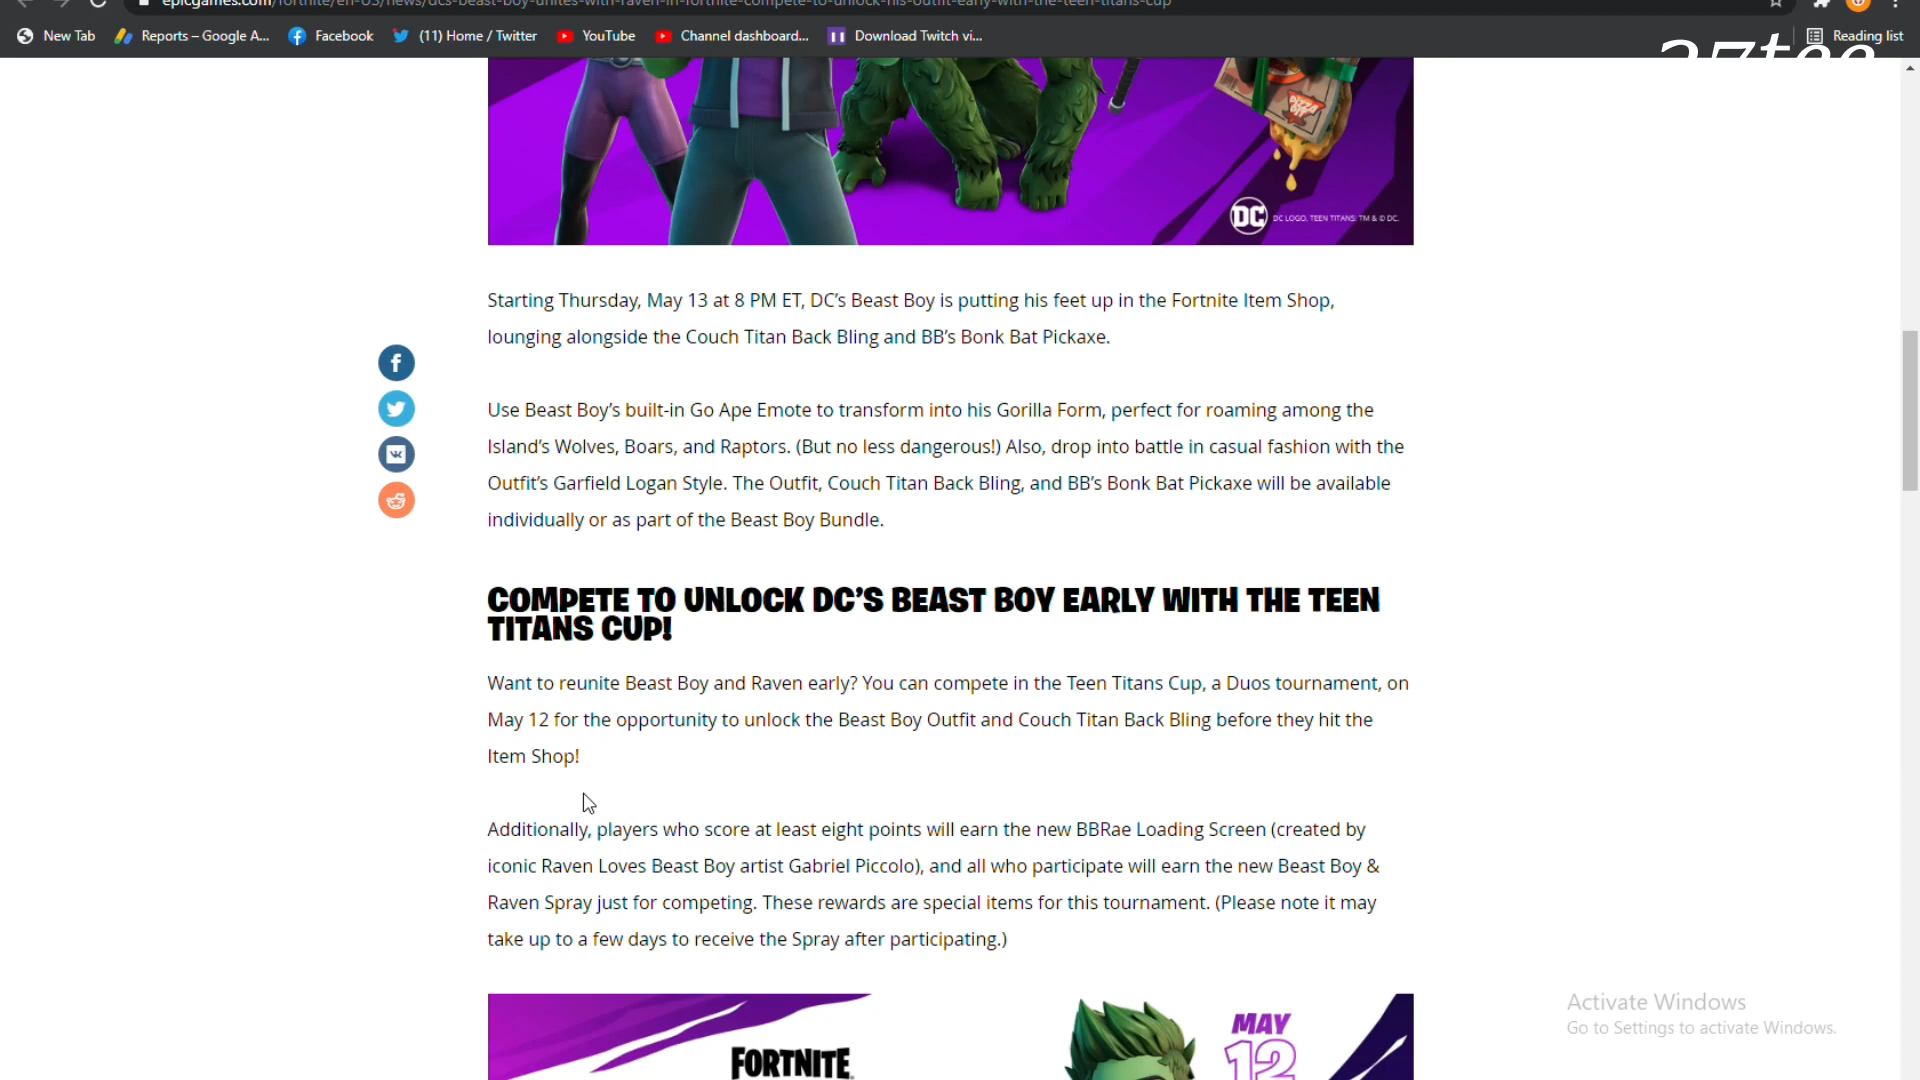 epicgames.com/fortnite/en-US/news/dcs-beast-boy-unites-with-raven-in-fortnite-compete-to-unlock-his-outfit-early-with-the-teen-titans-cup
New Tab Reports – Google A... Facebook (11) Home / Twitter YouTube Channel dashboard... Download Twitch vi... Reading list
PIZZA PIT
DC DC LOGO, TEEN TITANS: TM & © DC.
Starting Thursday, May 13 at 8 PM ET, DC’s Beast Boy is putting his feet up in the Fortnite Item Shop,
lounging alongside the Couch Titan Back Bling and BB’s Bonk Bat Pickaxe.
Use Beast Boy’s built-in Go Ape Emote to transform into his Gorilla Form, perfect for roaming among the
Island’s Wolves, Boars, and Raptors. (But no less dangerous!) Also, drop into battle in casual fashion with the
Outfit’s Garfield Logan Style. The Outfit, Couch Titan Back Bling, and BB’s Bonk Bat Pickaxe will be available
individually or as part of the Beast Boy Bundle.
COMPETE TO UNLOCK DC’S BEAST BOY EARLY WITH THE TEEN
TITANS CUP!
Want to reunite Beast Boy and Raven early? You can compete in the Teen Titans Cup, a Duos tournament, on
May 12 for the opportunity to unlock the Beast Boy Outfit and Couch Titan Back Bling before they hit the
Item Shop!
Additionally, players who score at least eight points will earn the new BBRae Loading Screen (created by
iconic Raven Loves Beast Boy artist Gabriel Piccolo), and all who participate will earn the new Beast Boy &
Raven Spray just for competing. These rewards are special items for this tournament. (Please note it may
take up to a few days to receive the Spray after participating.)
FORTNITE
MAY
12
Activate Windows
Go to Settings to activate Windows.